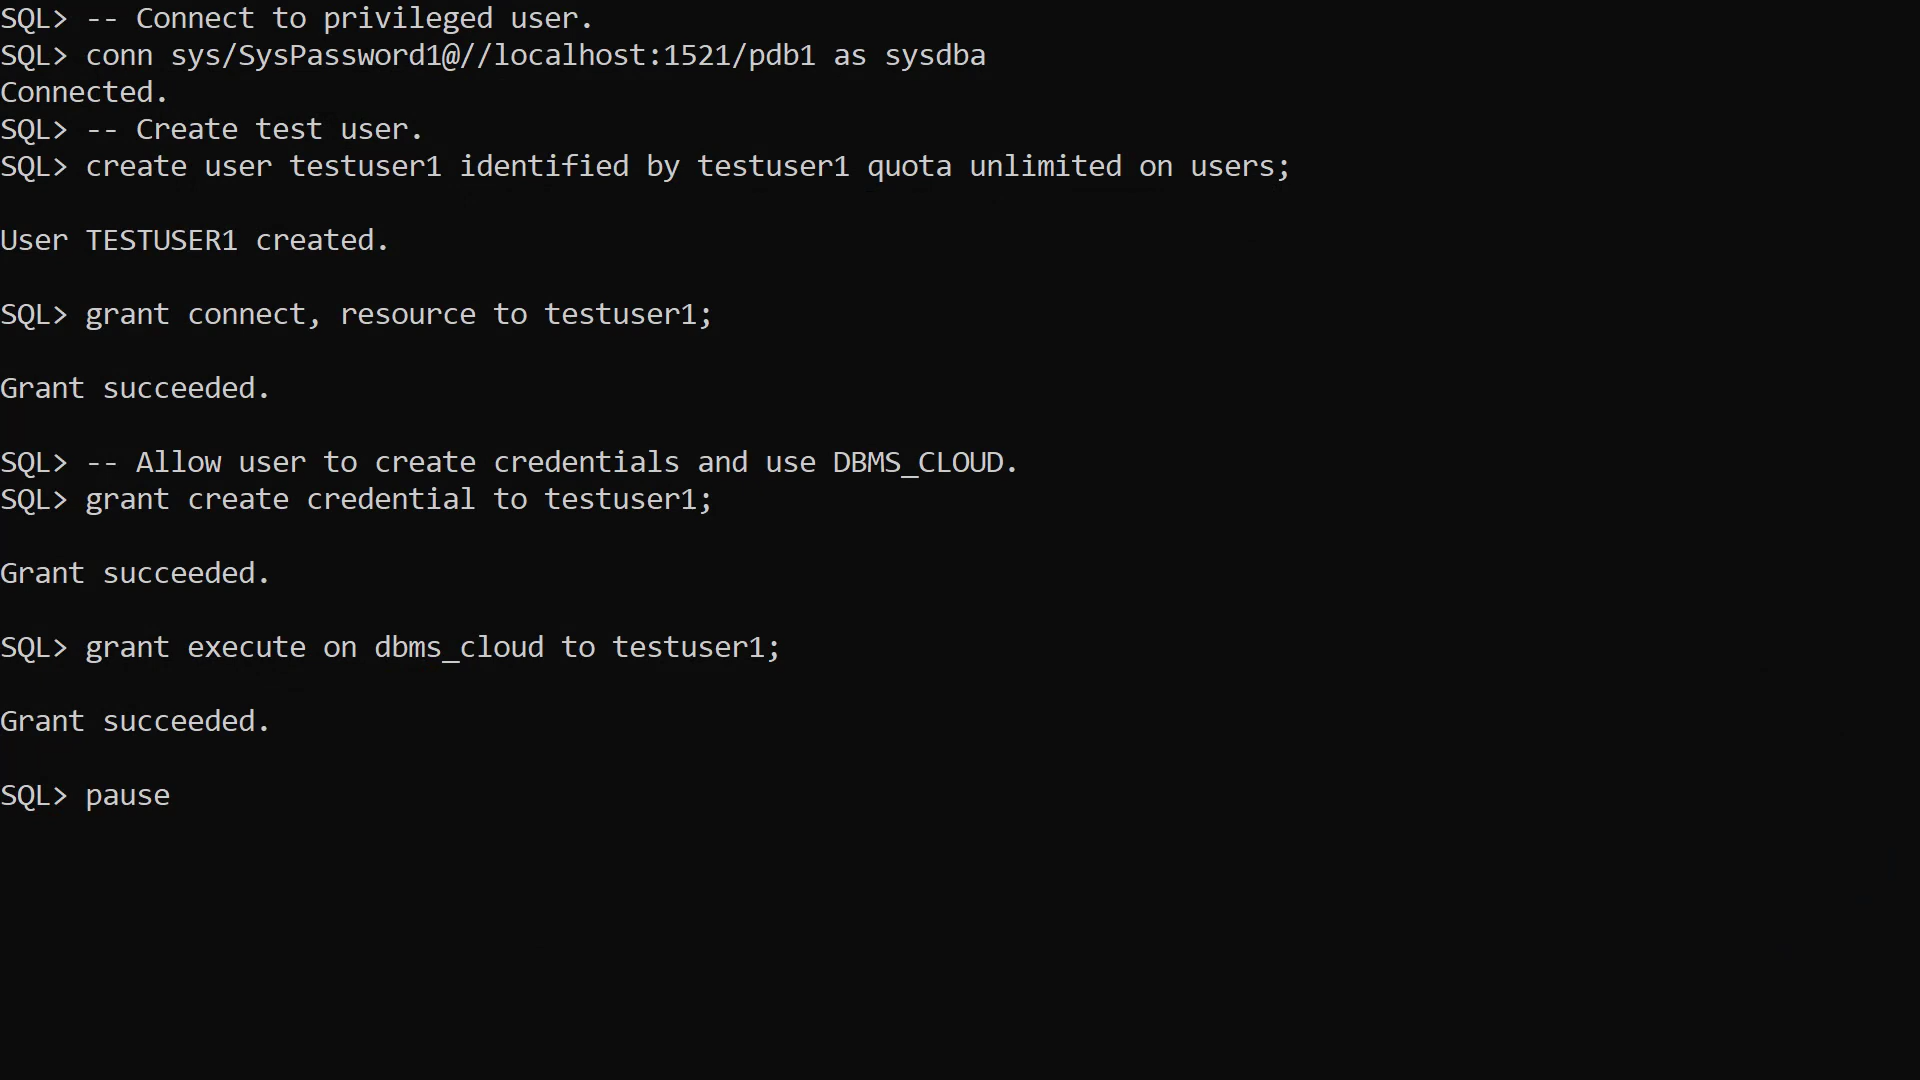 SQL> -- Connect to privileged user.
SQL> conn sys/SysPassword1@//localhost:1521/pdb1 as sysdba
Connected.
SQL> -- Create test user.
SQL> create user testuser1 identified by testuser1 quota unlimited on users;
User TESTUSER1 created.
SQL> grant connect, resource to testuser1;
Grant succeeded.
SQL> -- Allow user to create credentials and use DBMS_CLOUD.
SQL> grant create credential to testuser1;
Grant succeeded.
SQL> grant execute on dbms_cloud to testuser1;
Grant succeeded.
SQL> pause